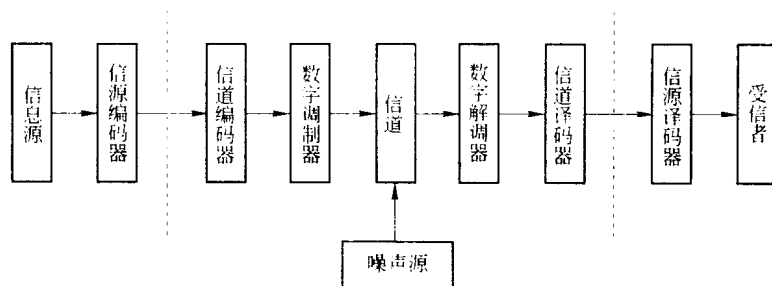 信息源
信源编码器
信道编码器
数字调制器
信道
数字解调器
信道译码器
信源译码器
受信者
噪声源